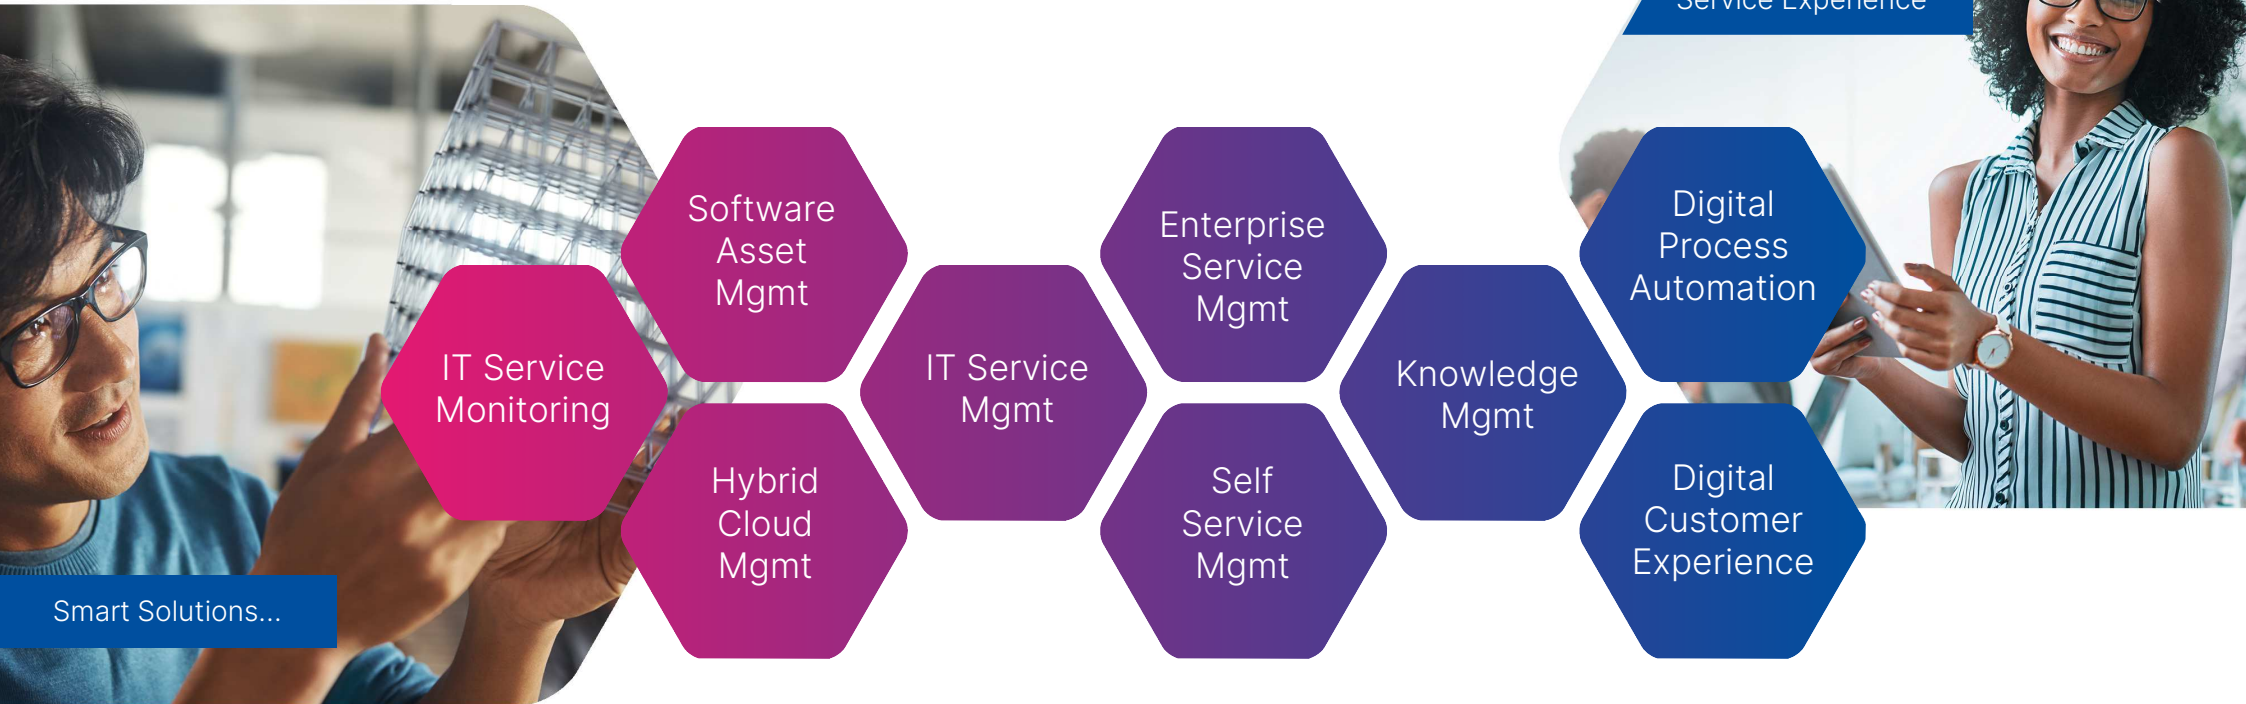 Service Experience
Software
Asset
Mgmt
Enterprise
Service
Mgmt
Digital
Process
Automation
IT Service
Monitoring
IT Service
Mgmt
Knowledge
Mgmt
Hybrid
Cloud
Mgmt
Self
Service
Mgmt
Digital
Customer
Experience
Smart Solutions...